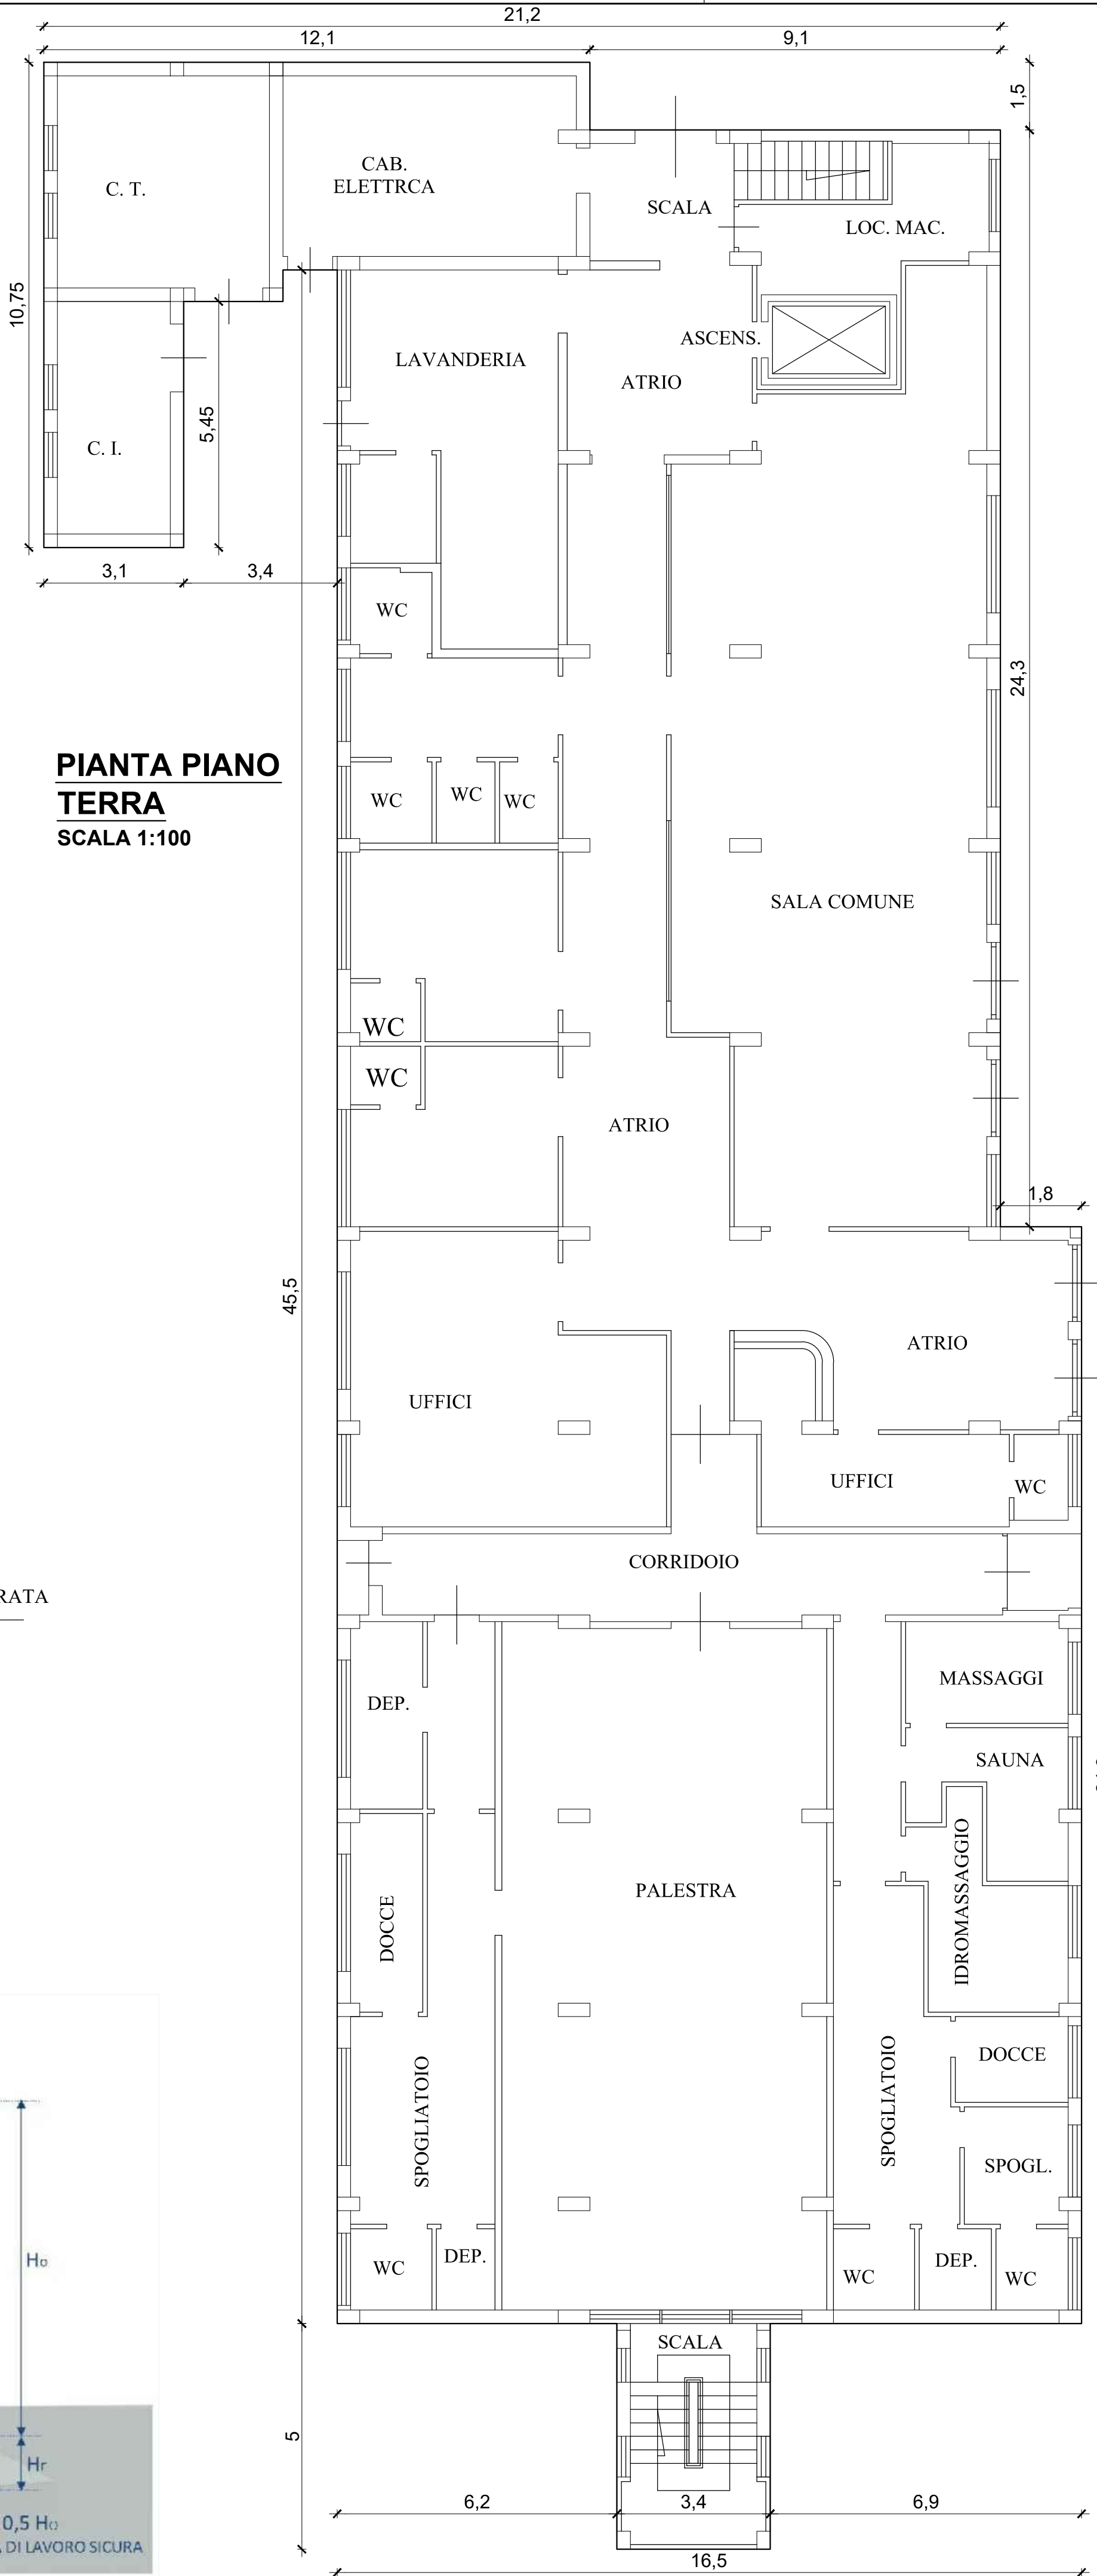 21,2
12,1
9,1
1,5
C. T.
CAB.
ELETTRCA
SCALA
LOC. MAC.
10,75
ASCENS.
LAVANDERIA
ATRIO
5,45
C. I.
3,1
3,4
WC
24,3
PIANTA PIANO
TERRA
SCALA 1:100
WC
WC
WC
SALA COMUNE
WC
WC
ATRIO
1,8
45,5
ATRIO
UFFICI
UFFICI
WC
CORRIDOIO
RATA
MASSAGGI
DEP.
SAUNA
IDROMASSAGGIO
PALESTRA
DOCCE
DOCCE
SPOGLIATOIO
SPOGLIATOIO
SPOGL.
Ho
WC
DEP.
WC
DEP.
WC
SCALA
5
Hr
6,2
3,4
6,9
0,5 Ho
DI LAVORO SICURA
16,5